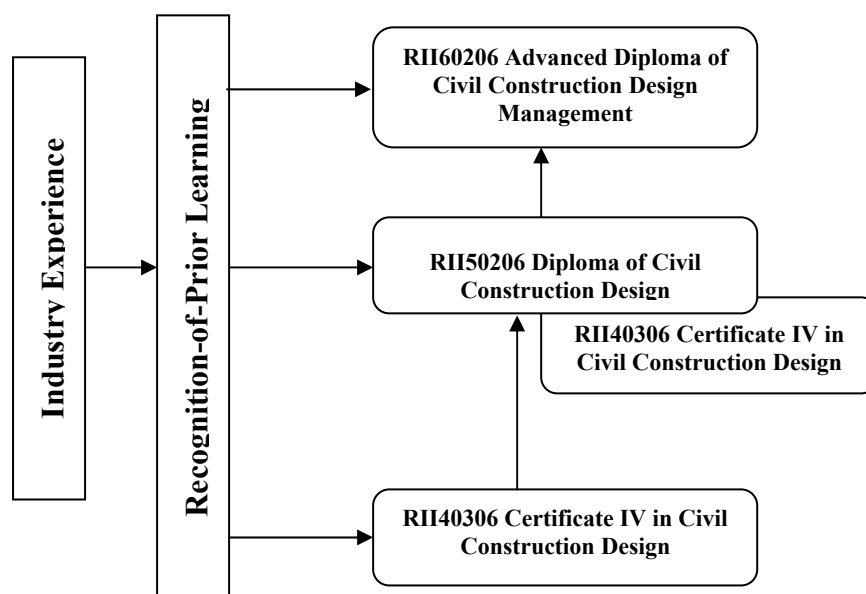 Industry Experience
Recognition-of-Prior Learning
RII60206 Advanced Diploma of
Civil Construction Design
Management
RII50206 Diploma of Civil
Construction Design
RII40306 Certificate IV in
Civil Construction Design
RII40306 Certificate IV in Civil
Construction Design